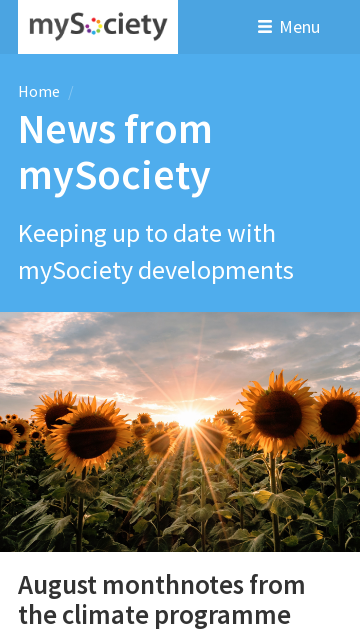 mySociety
Menu
Home /
News from
mySociety
Keeping up to date with
mySociety developments
August monthnotes from
the climate programme